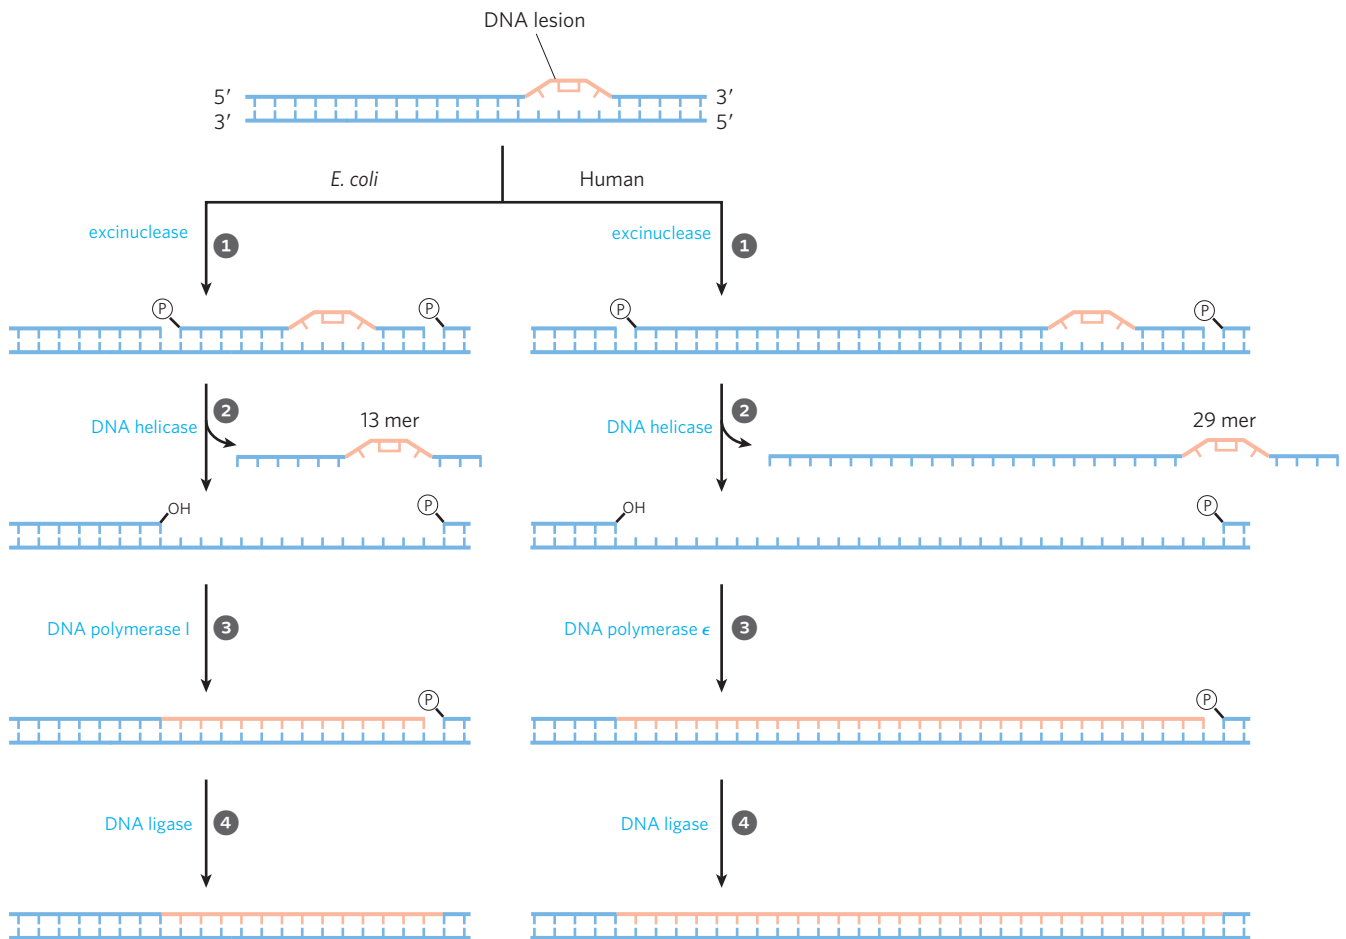 DNA lesion
5′ 3′
3′ 5′
E. coli Human
excinuclease 1 excinuclease 1
P P P P
DNA helicase 2 13 mer DNA helicase 2 29 mer
OH P OH P
DNA polymerase I 3 DNA polymerase ϵ 3
P P
DNA ligase 4 DNA ligase 4